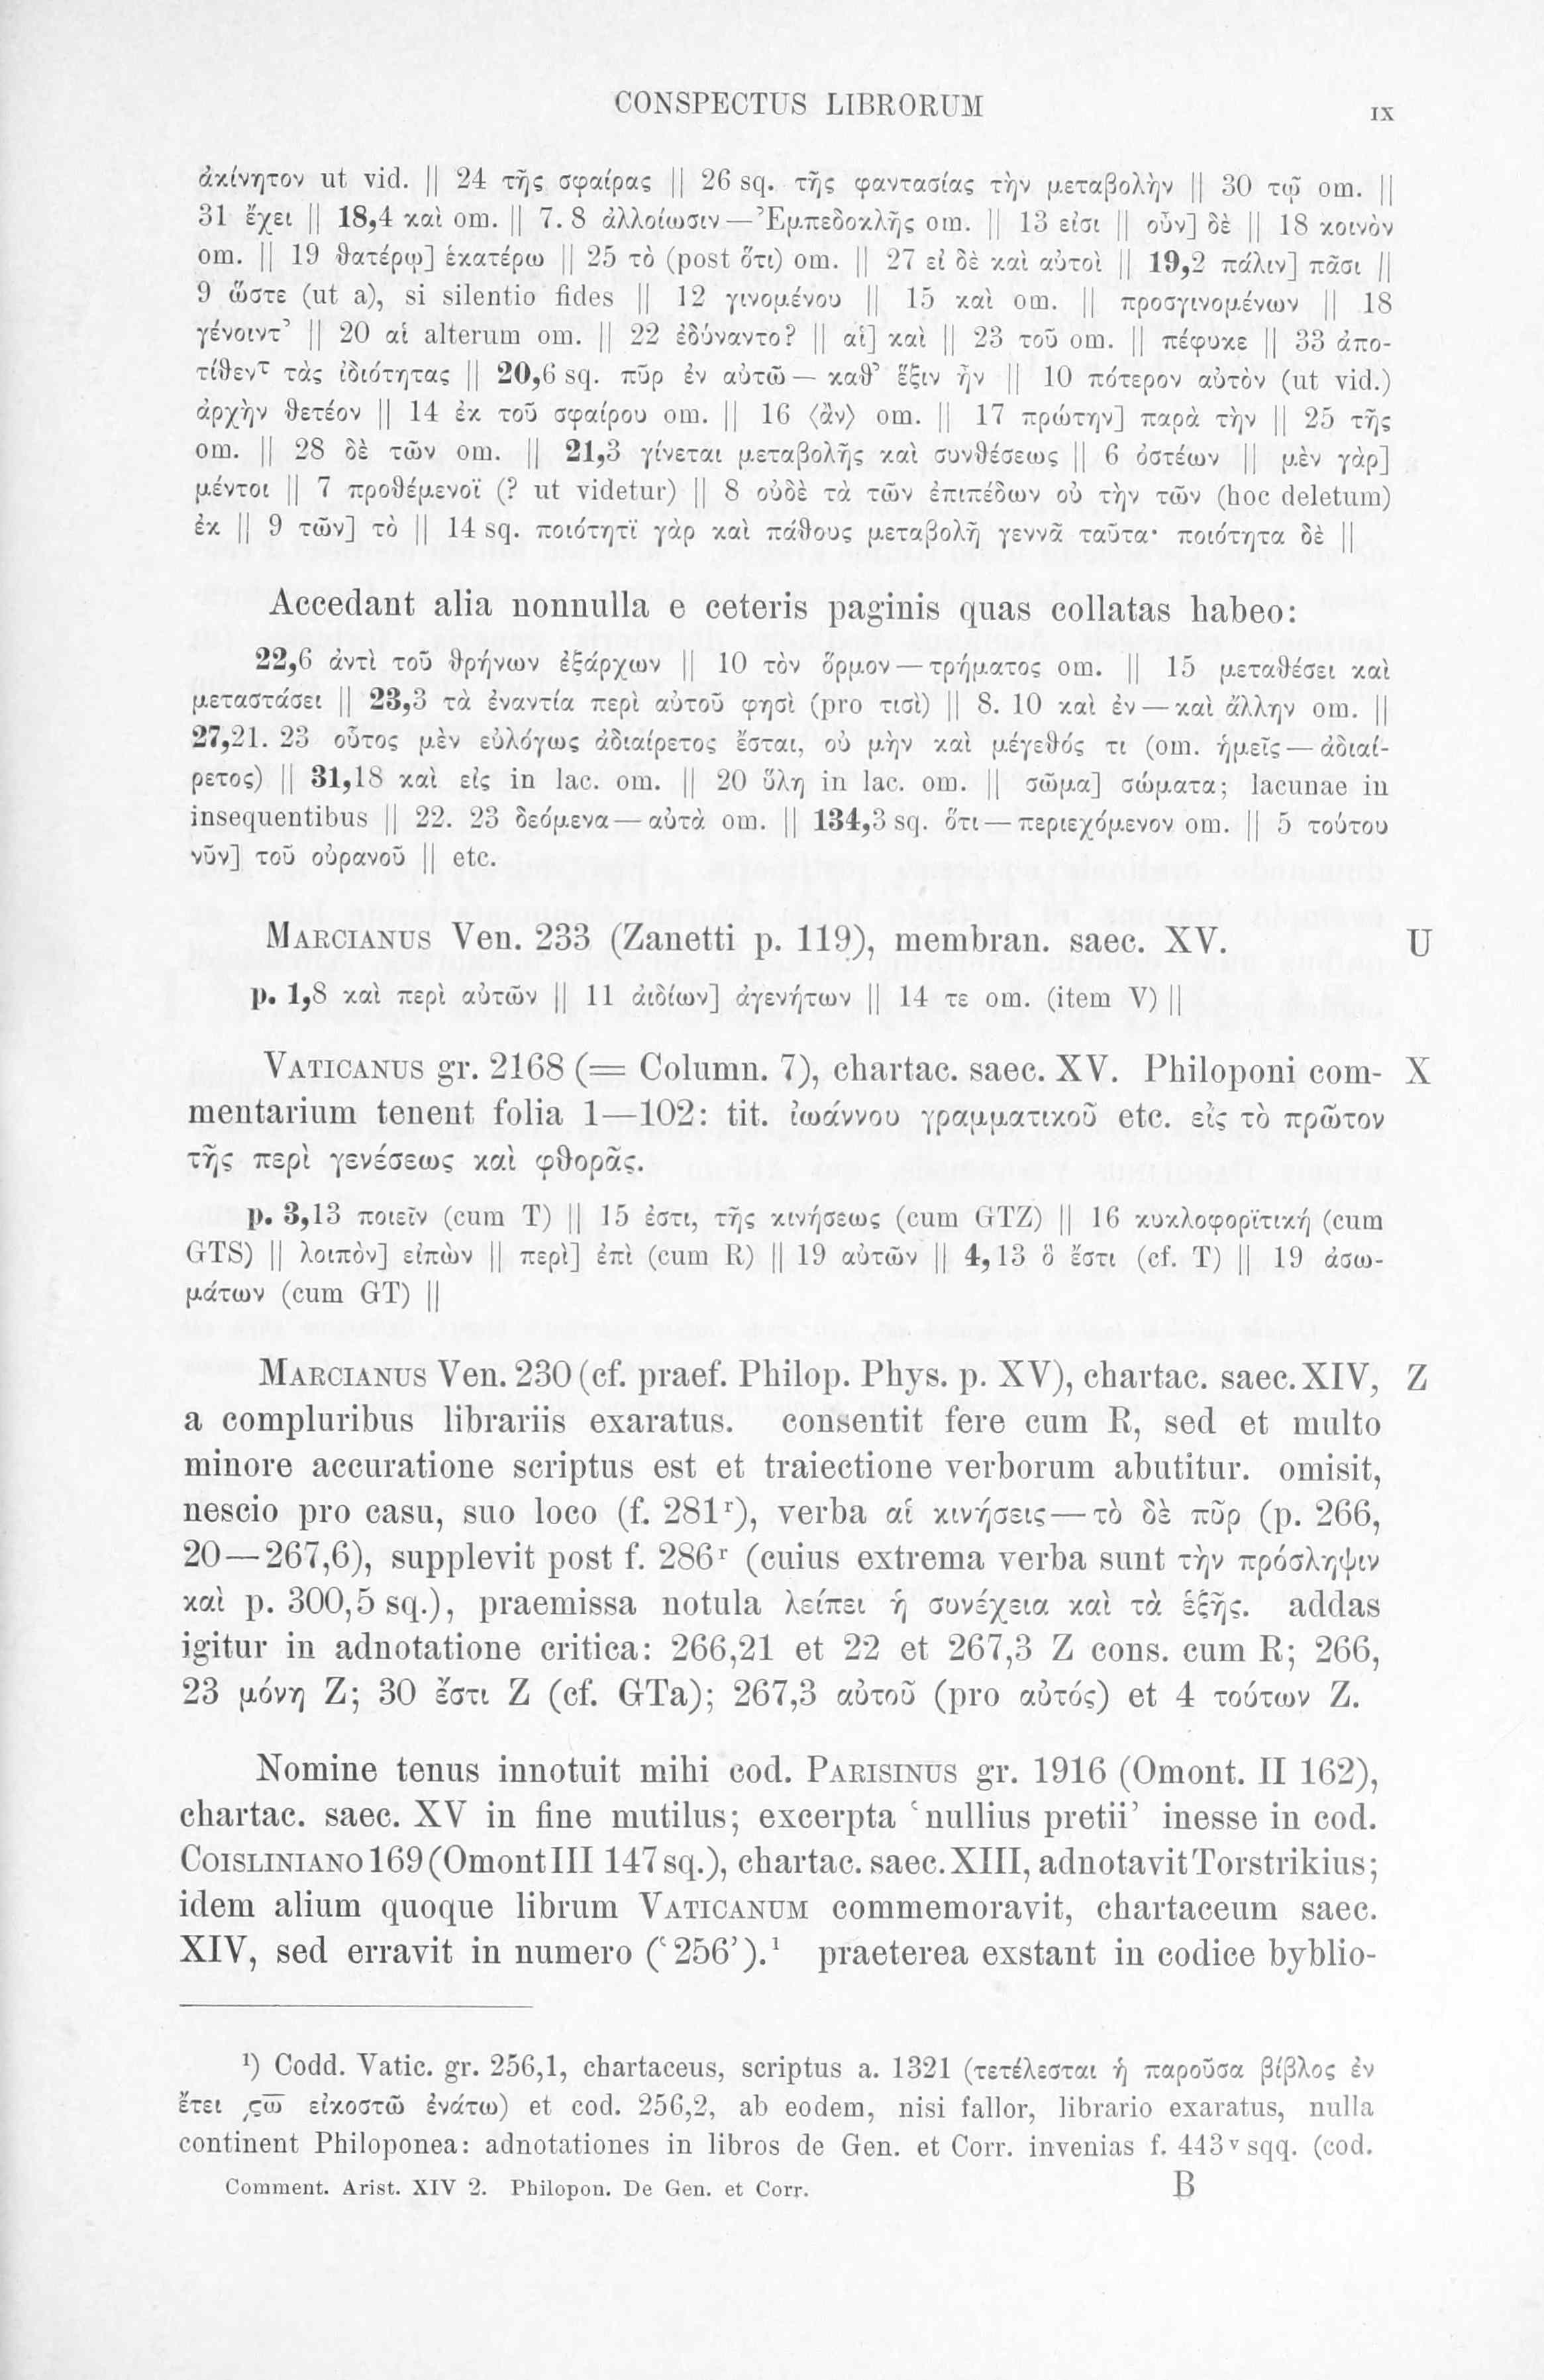 CONSPECTUS LIBRORUM IX
ἀκίνητον ut vid. || 24 τῆς σφαίρας || 26 sq. τῆς φαντασίας τὴν μεταβολὴν || 30 τῳ om. ||
31 ἔχει || 18,4 καὶ om. || 7. 8 ἀλλοίωσιν—Ἐμπεδοκλῆς om. || 13 εἰσι || οὖν] δὲ || 18 κοινὸν
om. || 19 θατέρῳ] ἑκατέρω || 25 τὸ (post ὅτι) om. || 27 εἰ δὲ καὶ αὐτοὶ || 19,2 πάλιν] πᾶσι ||
9 ὥστε (ut a), si silentio fides || 12 γινομένου || 15 καὶ om. || προσγινομένων || 18
γένοιντ’ || 20 αἱ alterum om. || 22 ἐδύναντο? || αἱ] καὶ || 23 τοῦ om. || πέφυκε || 33 ἀπο-
τίθενᵀ τὰς ἰδιότητας || 20,6 sq. πῦρ ἐν αὐτῶ — καθ’ ἕξιν ἦν || 10 πότερον αὐτὸν (ut vid.)
ἀρχὴν θετέον || 14 ἐκ τοῦ σφαίρου om. || 16 ⟨ἂν⟩ om. || 17 πρώτην] παρὰ τὴν || 25 τῆς
om. || 28 δὲ τῶν om. || 21,3 γίνεται μεταβολῆς καὶ συνθέσεως || 6 ὀστέων || μὲν γὰρ]
μέντοι || 7 προθέμενοϊ (? ut videtur) || 8 οὐδὲ τὰ τῶν ἐπιπέδων οὐ τὴν τῶν (hoc deletum)
ἐκ || 9 τῶν] τὸ || 14 sq. ποιότητϊ γὰρ καὶ πάθους μεταβολῆ γεννᾶ ταῦτα· ποιότητα δὲ ||
Accedant alia nonnulla e ceteris paginis quas collatas habeo:
22,6 ἀντὶ τοῦ θρήνων ἐξάρχων || 10 τὸν ὅρμον—τρήματος om. || 15 μεταθέσει καὶ
μεταστάσει || 23,3 τὰ ἐναντία περὶ αὐτοῦ φησὶ (pro τισὶ) || 8. 10 καὶ ἐν—καὶ ἄλλην om. ||
27,21. 23 οὗτος μὲν εὐλόγως ἀδιαίρετος ἔσται, οὐ μὴν καὶ μέγεθός τι (om. ἡμεῖς—ἀδιαί-
ρετος) || 31,18 καὶ εἰς in lac. om. || 20 ὕλη in lac. om. || σῶμα] σώματα; lacunae in
insequentibus || 22. 23 δεόμενα—αὐτὰ om. || 134,3 sq. ὅτι—περιεχόμενον om. || 5 τούτου
νῦν] τοῦ οὐρανοῦ || etc.
MARCIANUS Ven. 233 (Zanetti p. 119), membran. saec. XV. U
p. 1,8 καὶ περὶ αὐτῶν || 11 ἀιδίων] ἀγενήτων || 14 τε om. (item V) ||
VATICANUS gr. 2168 (= Column. 7), chartac. saec. XV. Philoponi com- X
mentarium tenent folia 1—102: tit. ἰωάννου γραμματικοῦ etc. εἰς τὸ πρῶτον
τῆς περὶ γενέσεως καὶ φθορᾶς.
p. 3,13 ποιεῖν (cum T) || 15 ἐστι, τῆς κινήσεως (cum GTZ) || 16 κυκλοφορϊτική (cum
GTS) || λοιπὸν] εἰπὼν || περὶ] ἐπὶ (cum R) || 19 αὐτῶν || 4,13 ὅ ἔστι (cf. T) || 19 ἀσω-
μάτων (cum GT) ||
MARCIANUS Ven. 230 (cf. praef. Philop. Phys. p. XV), chartac. saec. XIV, Z
a compluribus librariis exaratus. consentit fere cum R, sed et multo
minore accuratione scriptus est et traiectione verborum abutitur. omisit,
nescio pro casu, suo loco (f. 281ʳ), verba αἱ κινήσεις—τὸ δὲ πῦρ (p. 266,
20—267,6), supplevit post f. 286ʳ (cuius extrema verba sunt τὴν πρόσληψιν
καὶ p. 300,5 sq.), praemissa notula λείπει ἡ συνέχεια καὶ τὰ ἑξῆς. addas
igitur in adnotatione critica: 266,21 et 22 et 267,3 Z cons. cum R; 266,
23 μόνη Z; 30 ἔστι Z (cf. GTa); 267,3 αὐτοῦ (pro αὐτός) et 4 τούτων Z.
Nomine tenus innotuit mihi cod. PARISINUS gr. 1916 (Omont. II 162),
chartac. saec. XV in fine mutilus; excerpta ‘nullius pretii’ inesse in cod.
COISLINIANO 169 (Omont III 147 sq.), chartac. saec. XIII, adnotavit Torstrikius;
idem alium quoque librum VATICANUM commemoravit, chartaceum saec.
XIV, sed erravit in numero (‘256’).¹ praeterea exstant in codice byblio-
¹) Codd. Vatic. gr. 256,1, chartaceus, scriptus a. 1321 (τετέλεσται ἡ παροῦσα βίβλος ἐν
ἔτει ͵ϛω̅ εἰκοστῶ ἐνάτω) et cod. 256,2, ab eodem, nisi fallor, librario exaratus, nulla
continent Philoponea: adnotationes in libros de Gen. et Corr. invenias f. 443ᵛ sqq. (cod.
Comment. Arist. XIV 2. Philopon. De Gen. et Corr. B